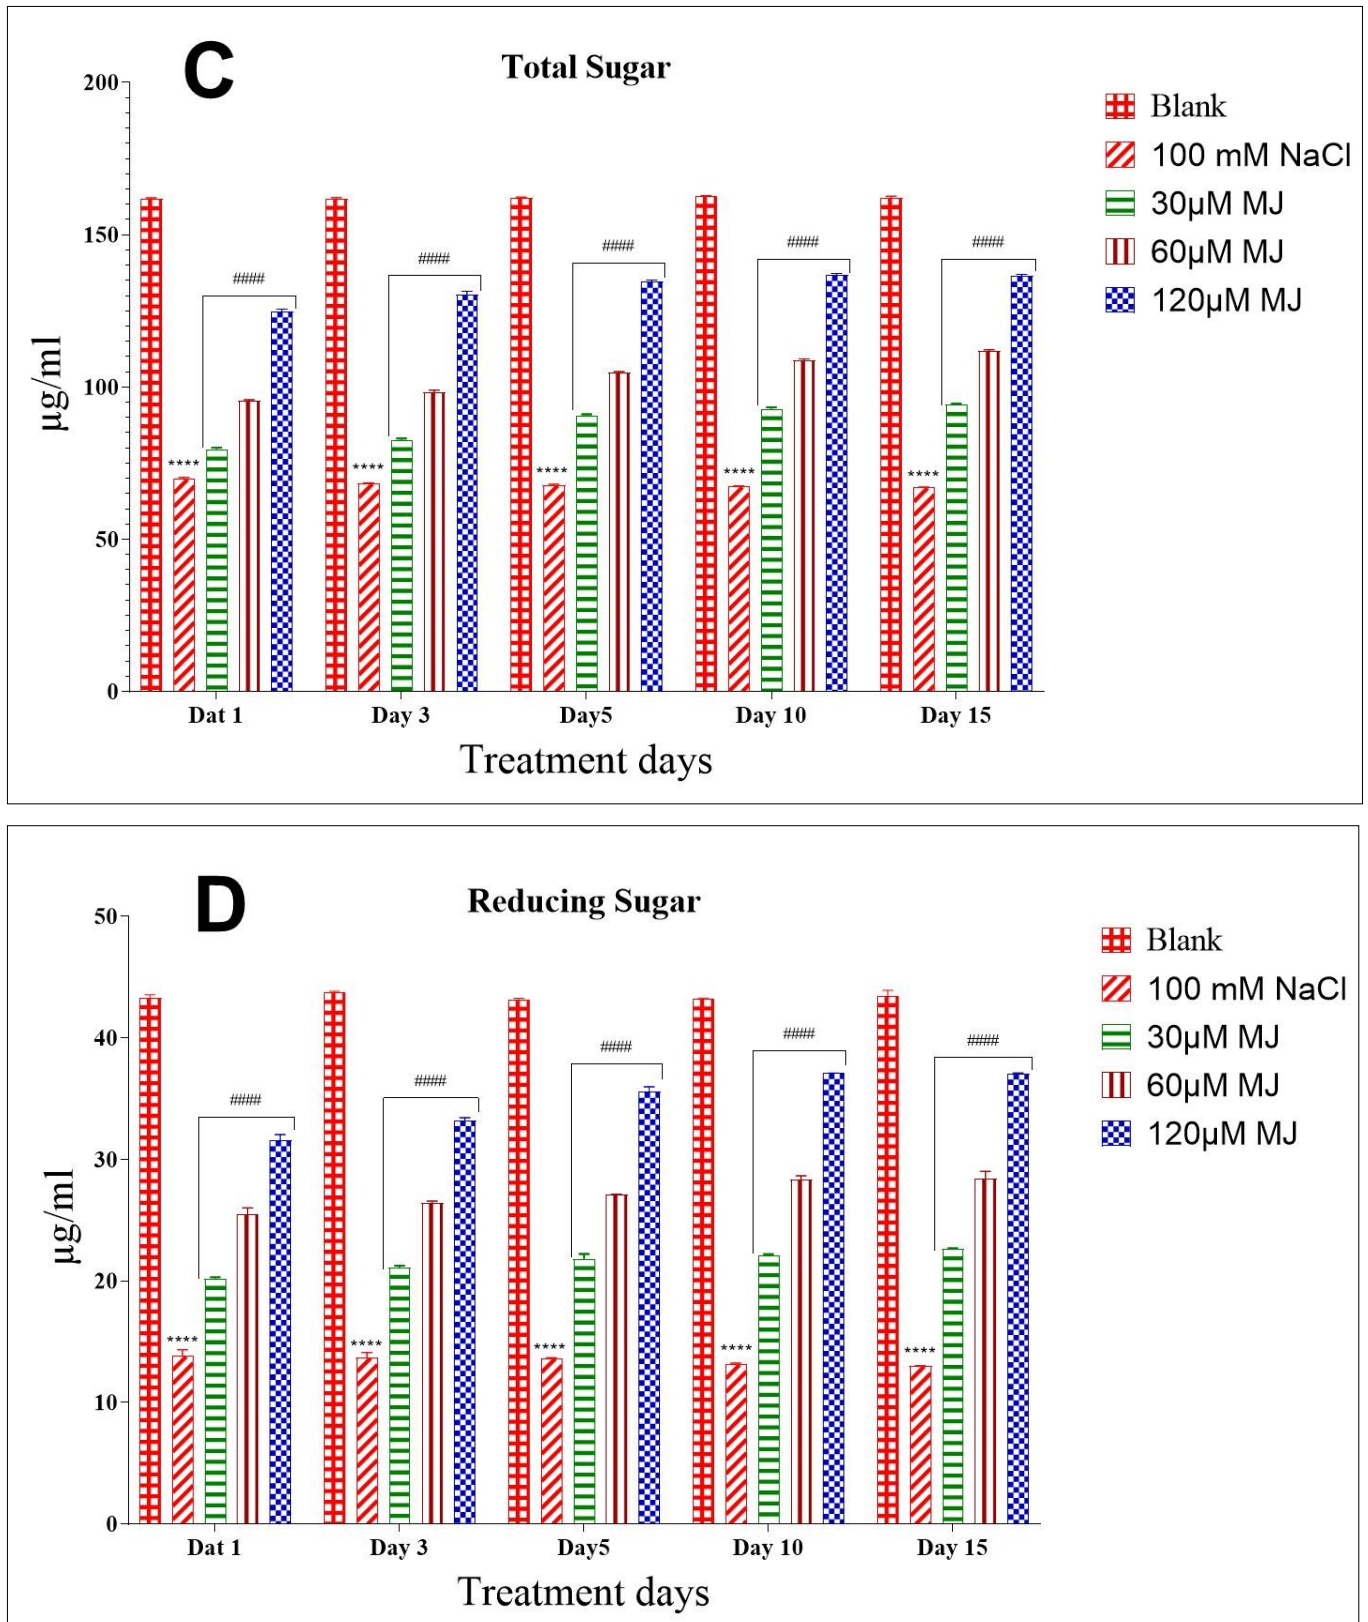 C
Total Sugar
200
150
100
50
0
µg/ml
####
####
####
####
####
****
****
****
****
****
Dat 1
Day 3
Day5
Day 10
Day 15
Treatment days
Blank
100 mM NaCl
30µM MJ
60µM MJ
120µM MJ
D
Reducing Sugar
50
40
30
20
10
0
µg/ml
####
####
####
####
####
****
****
****
****
****
Dat 1
Day 3
Day5
Day 10
Day 15
Treatment days
Blank
100 mM NaCl
30µM MJ
60µM MJ
120µM MJ